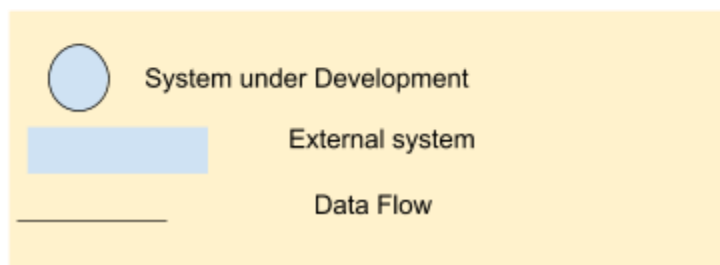 System under Development
External system
Data Flow